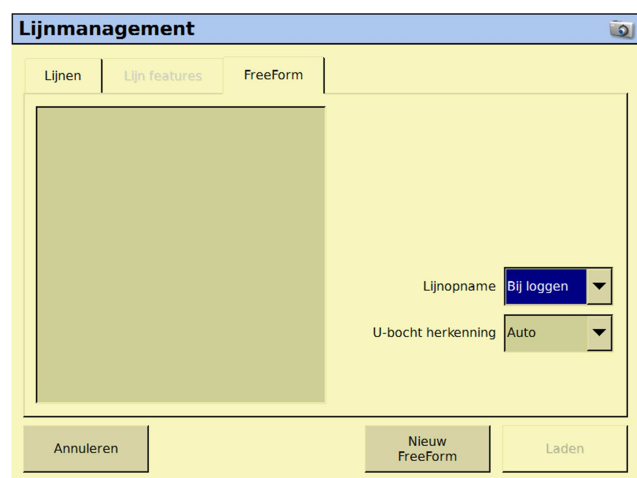 Lijnmanagement
Lijnen Lijn features FreeForm
Lijnopname Bij loggen
U-bocht herkenning Auto
Annuleren
Nieuw
FreeForm
Laden